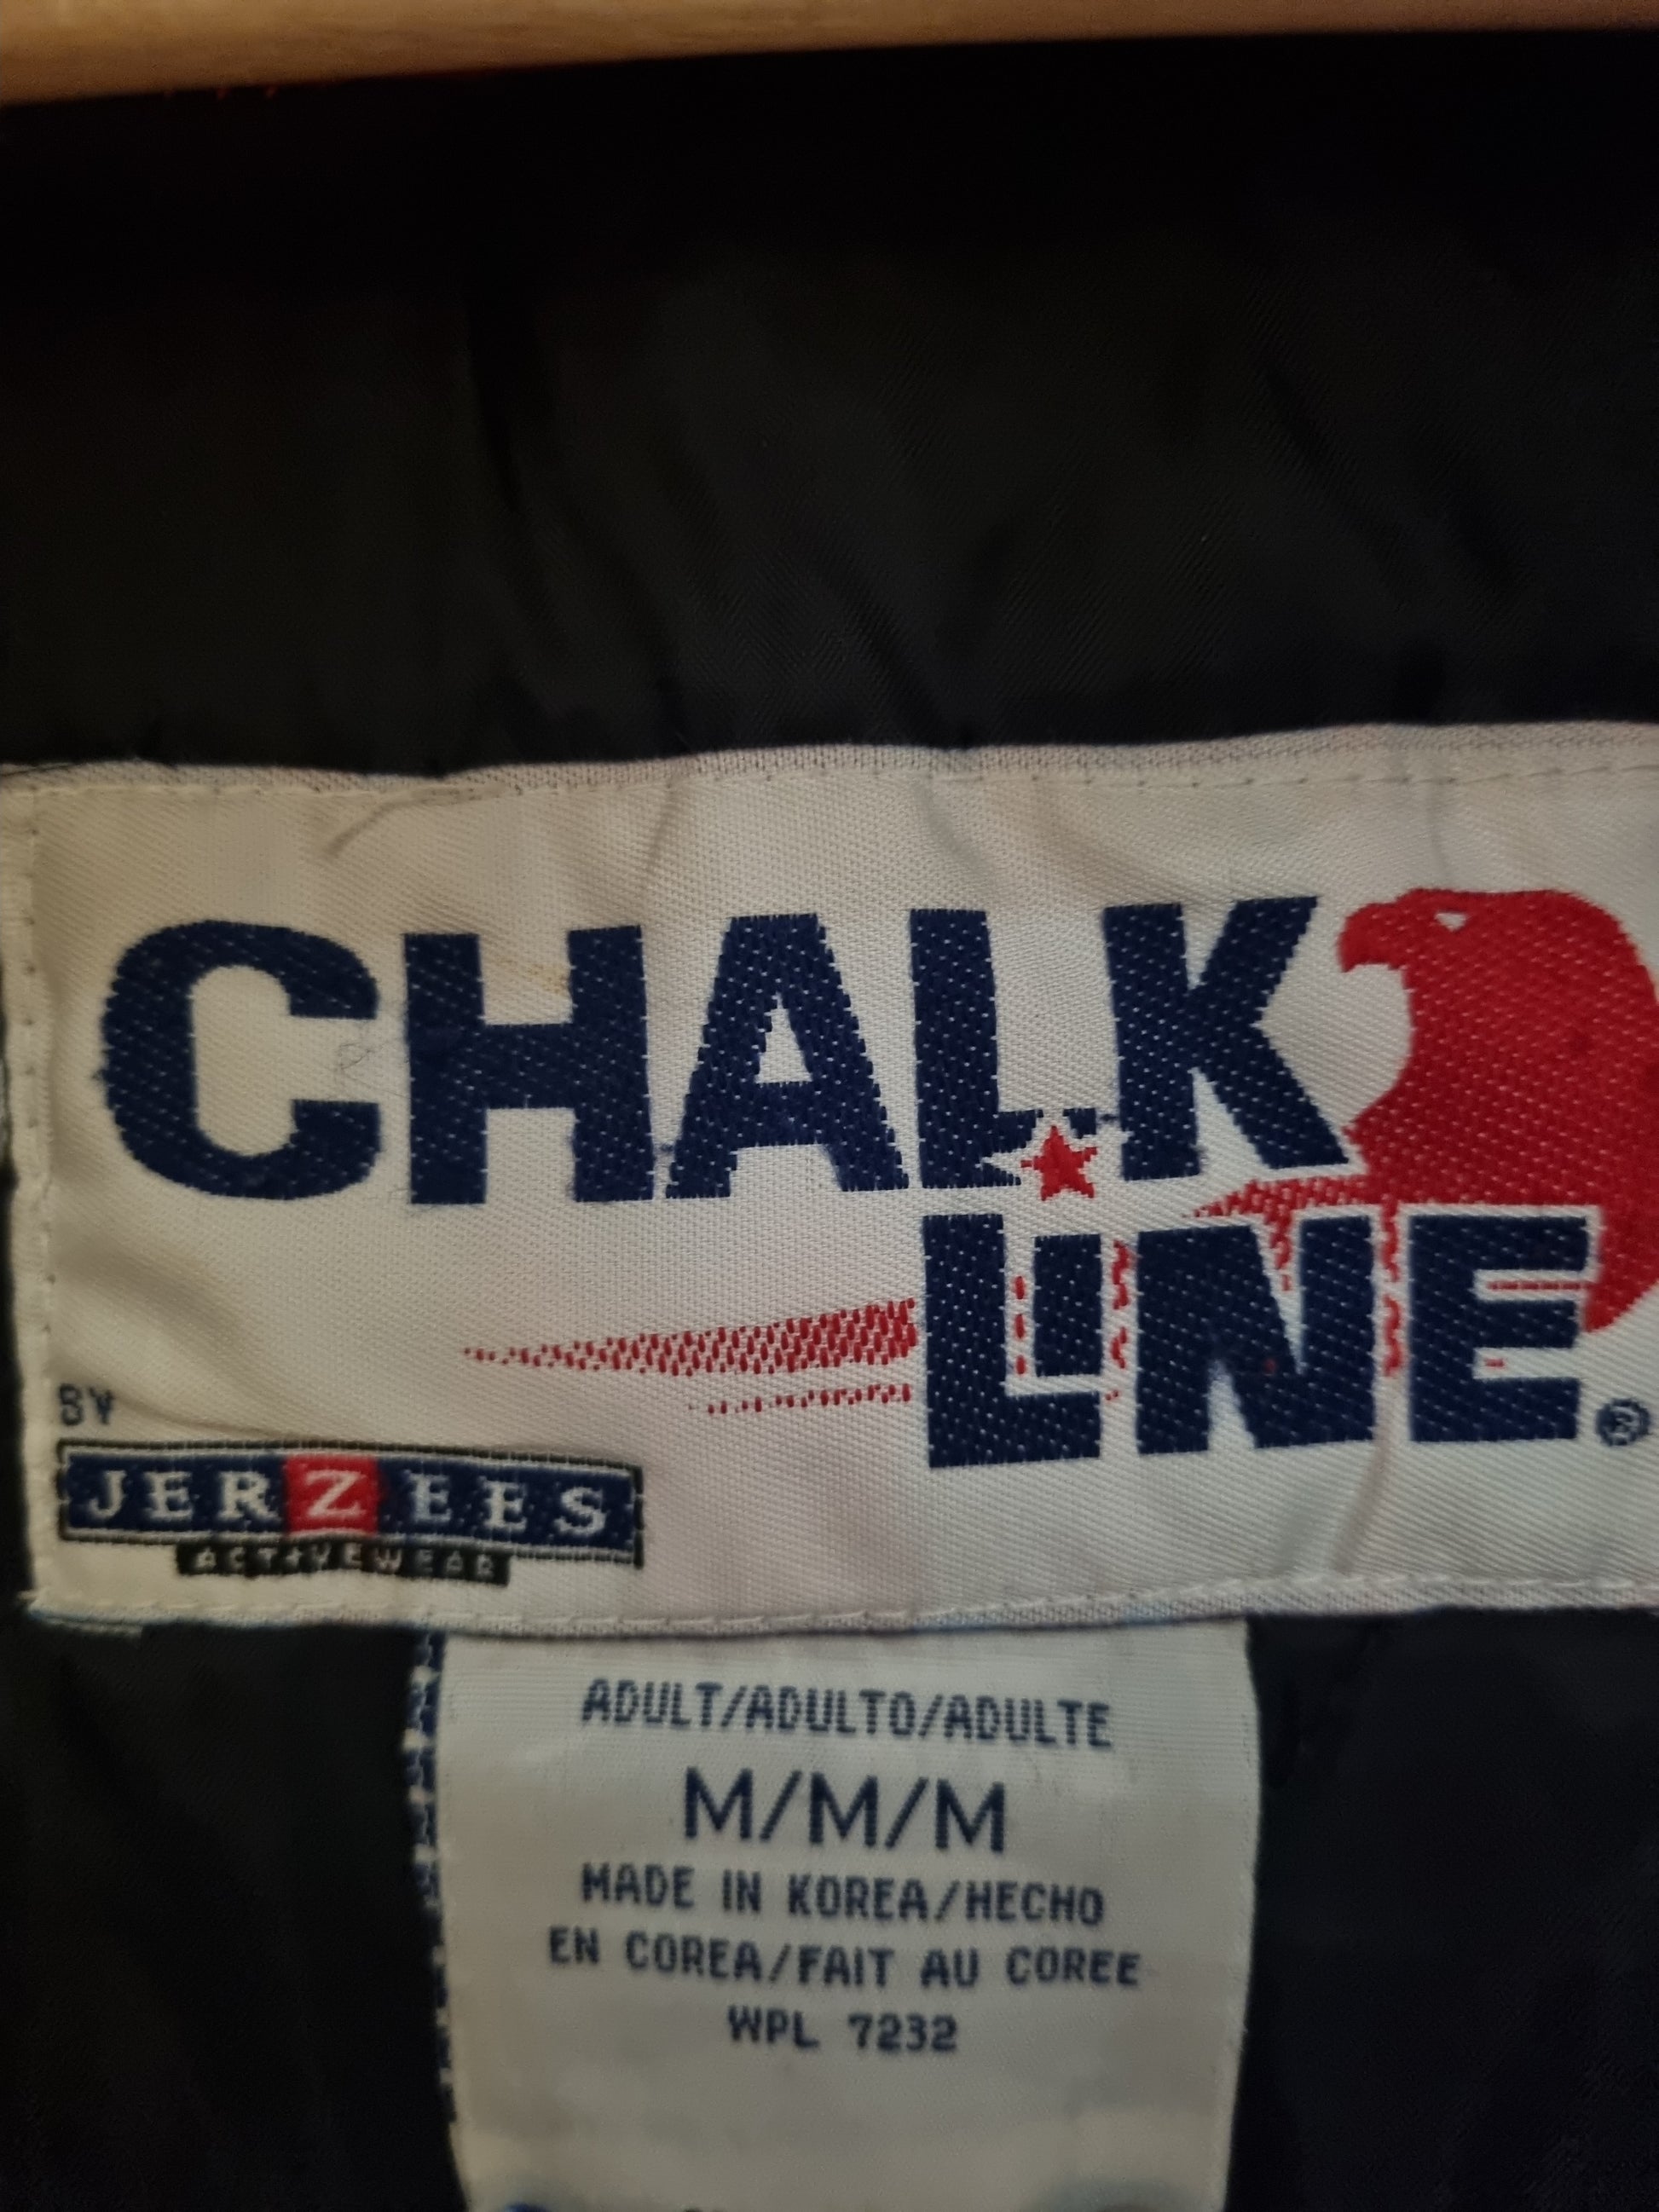 CHALK
LINE®
BY
JERZEES
ACTIVEWEAR
ADULT/ADULTO/ADULTE
M/M/M
MADE IN KOREA/HECHO
EN COREA/FAIT AU COREE
WPL 7232